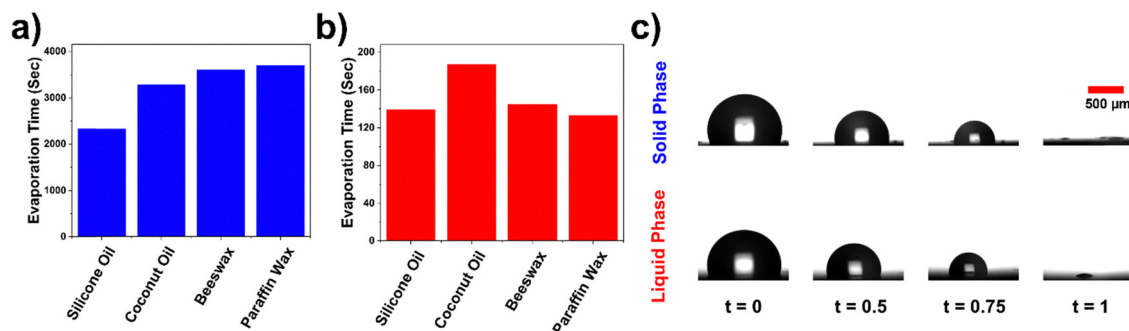 a)
Evaporation Time (Sec)
4000
3000
2000
1000
0
Silicone Oil
Coconut Oil
Beeswax
Paraffin Wax
b)
Evaporation Time (Sec)
200
160
120
80
40
0
Silicone Oil
Coconut Oil
Beeswax
Paraffin Wax
c)
Solid Phase
500 µm
Liquid Phase
t = 0
t = 0.5
t = 0.75
t = 1